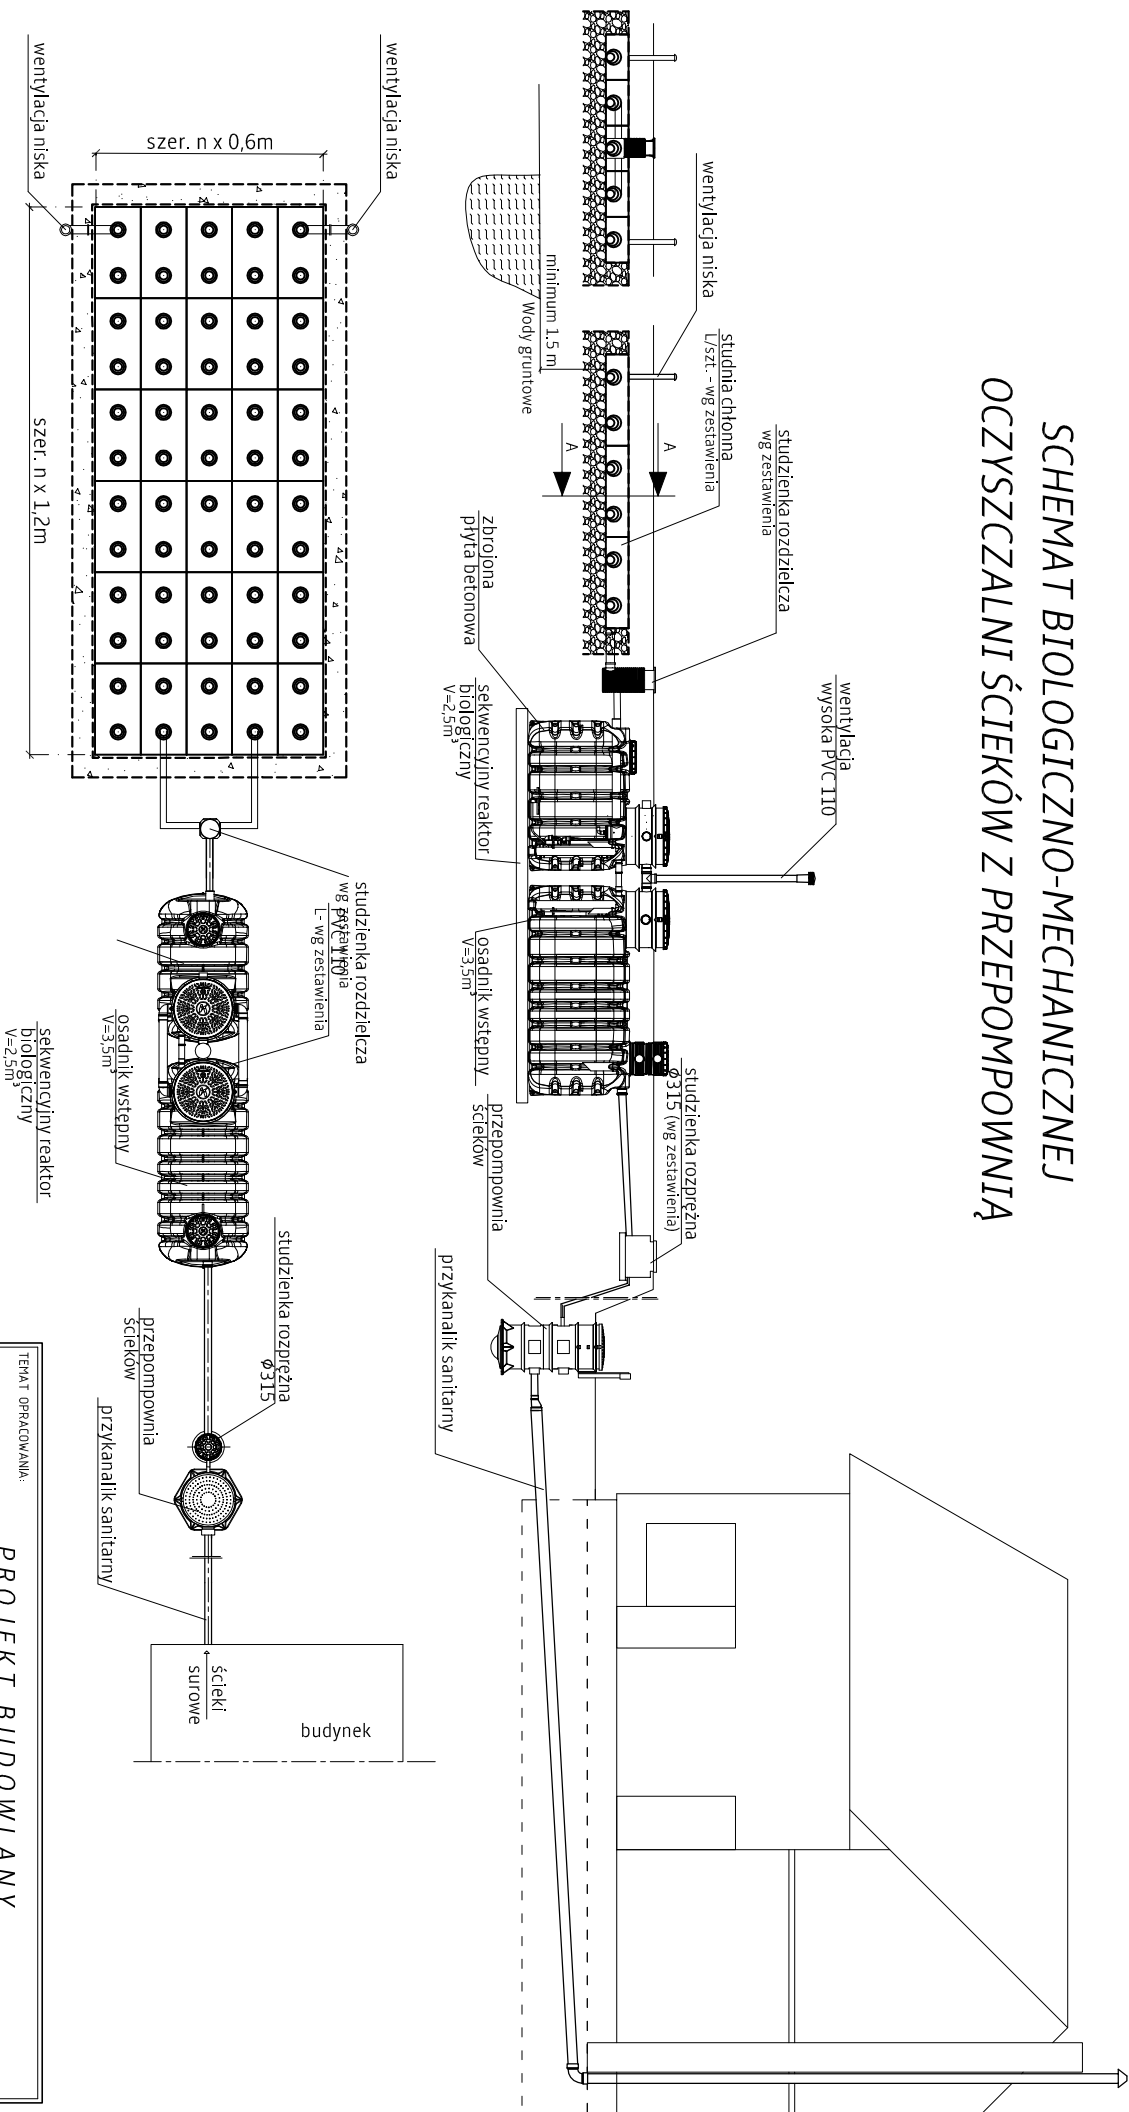 SCHEMAT BIOLOGICZNO-MECHANICZNEJ
OCZYSZCZALNI ŚCIEKÓW Z PRZEPOMPOWNIĄ
wentylacja
wysoka PVC 110
studzienka rozdzielcza
wg zestawienia
studnia chłonna
L/szt. - wg zestawienia
wentylacja niska
A
A
minimum 1.5 m
Wody gruntowe
zbrojona
płyta betonowa
sekwencyjny reaktor
biologiczny
V=2,5m³
osadnik wstępny
V=3,5m³
studzienka rozprężna
ø315 (wg zestawienia)
przepompownia
ścieków
przykanalik sanitarny
wentylacja niska
wentylacja niska
szer. n x 0,6m
szer. n x 1,2m
studzienka rozdzielcza
wg zestawienia
PVC 110
L- wg zestawienia
osadnik wstępny
V=3,5m³
sekwencyjny reaktor
biologiczny
V=2,5m³
studzienka rozprężna
ø315
przepompownia
ścieków
przykanalik sanitarny
ścieki
surowe
budynek
TEMAT OPRACOWANIA:
PROJEKT BUDOWLANY